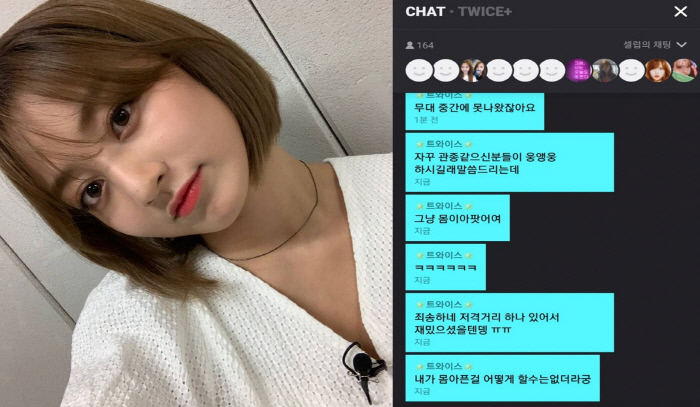 CHAT · TWICE+
164
셀럽의 채팅
트와이스
무대 중간에 못나왔잖아요
1분 전
트와이스
자꾸 관종같으신분들이 웅앵웅
하시길래말씀드리는데
지금
트와이스
그냥 몸이아팟어여
지금
트와이스
ㅋㅋㅋㅋㅋㅋ
지금
트와이스
죄송하네 저격거리 하나 있어서
재밌으셨을텐뎅 ㅠㅠ
지금
트와이스
내가 몸아픈걸 어떻게 할수는없더라궁
지금